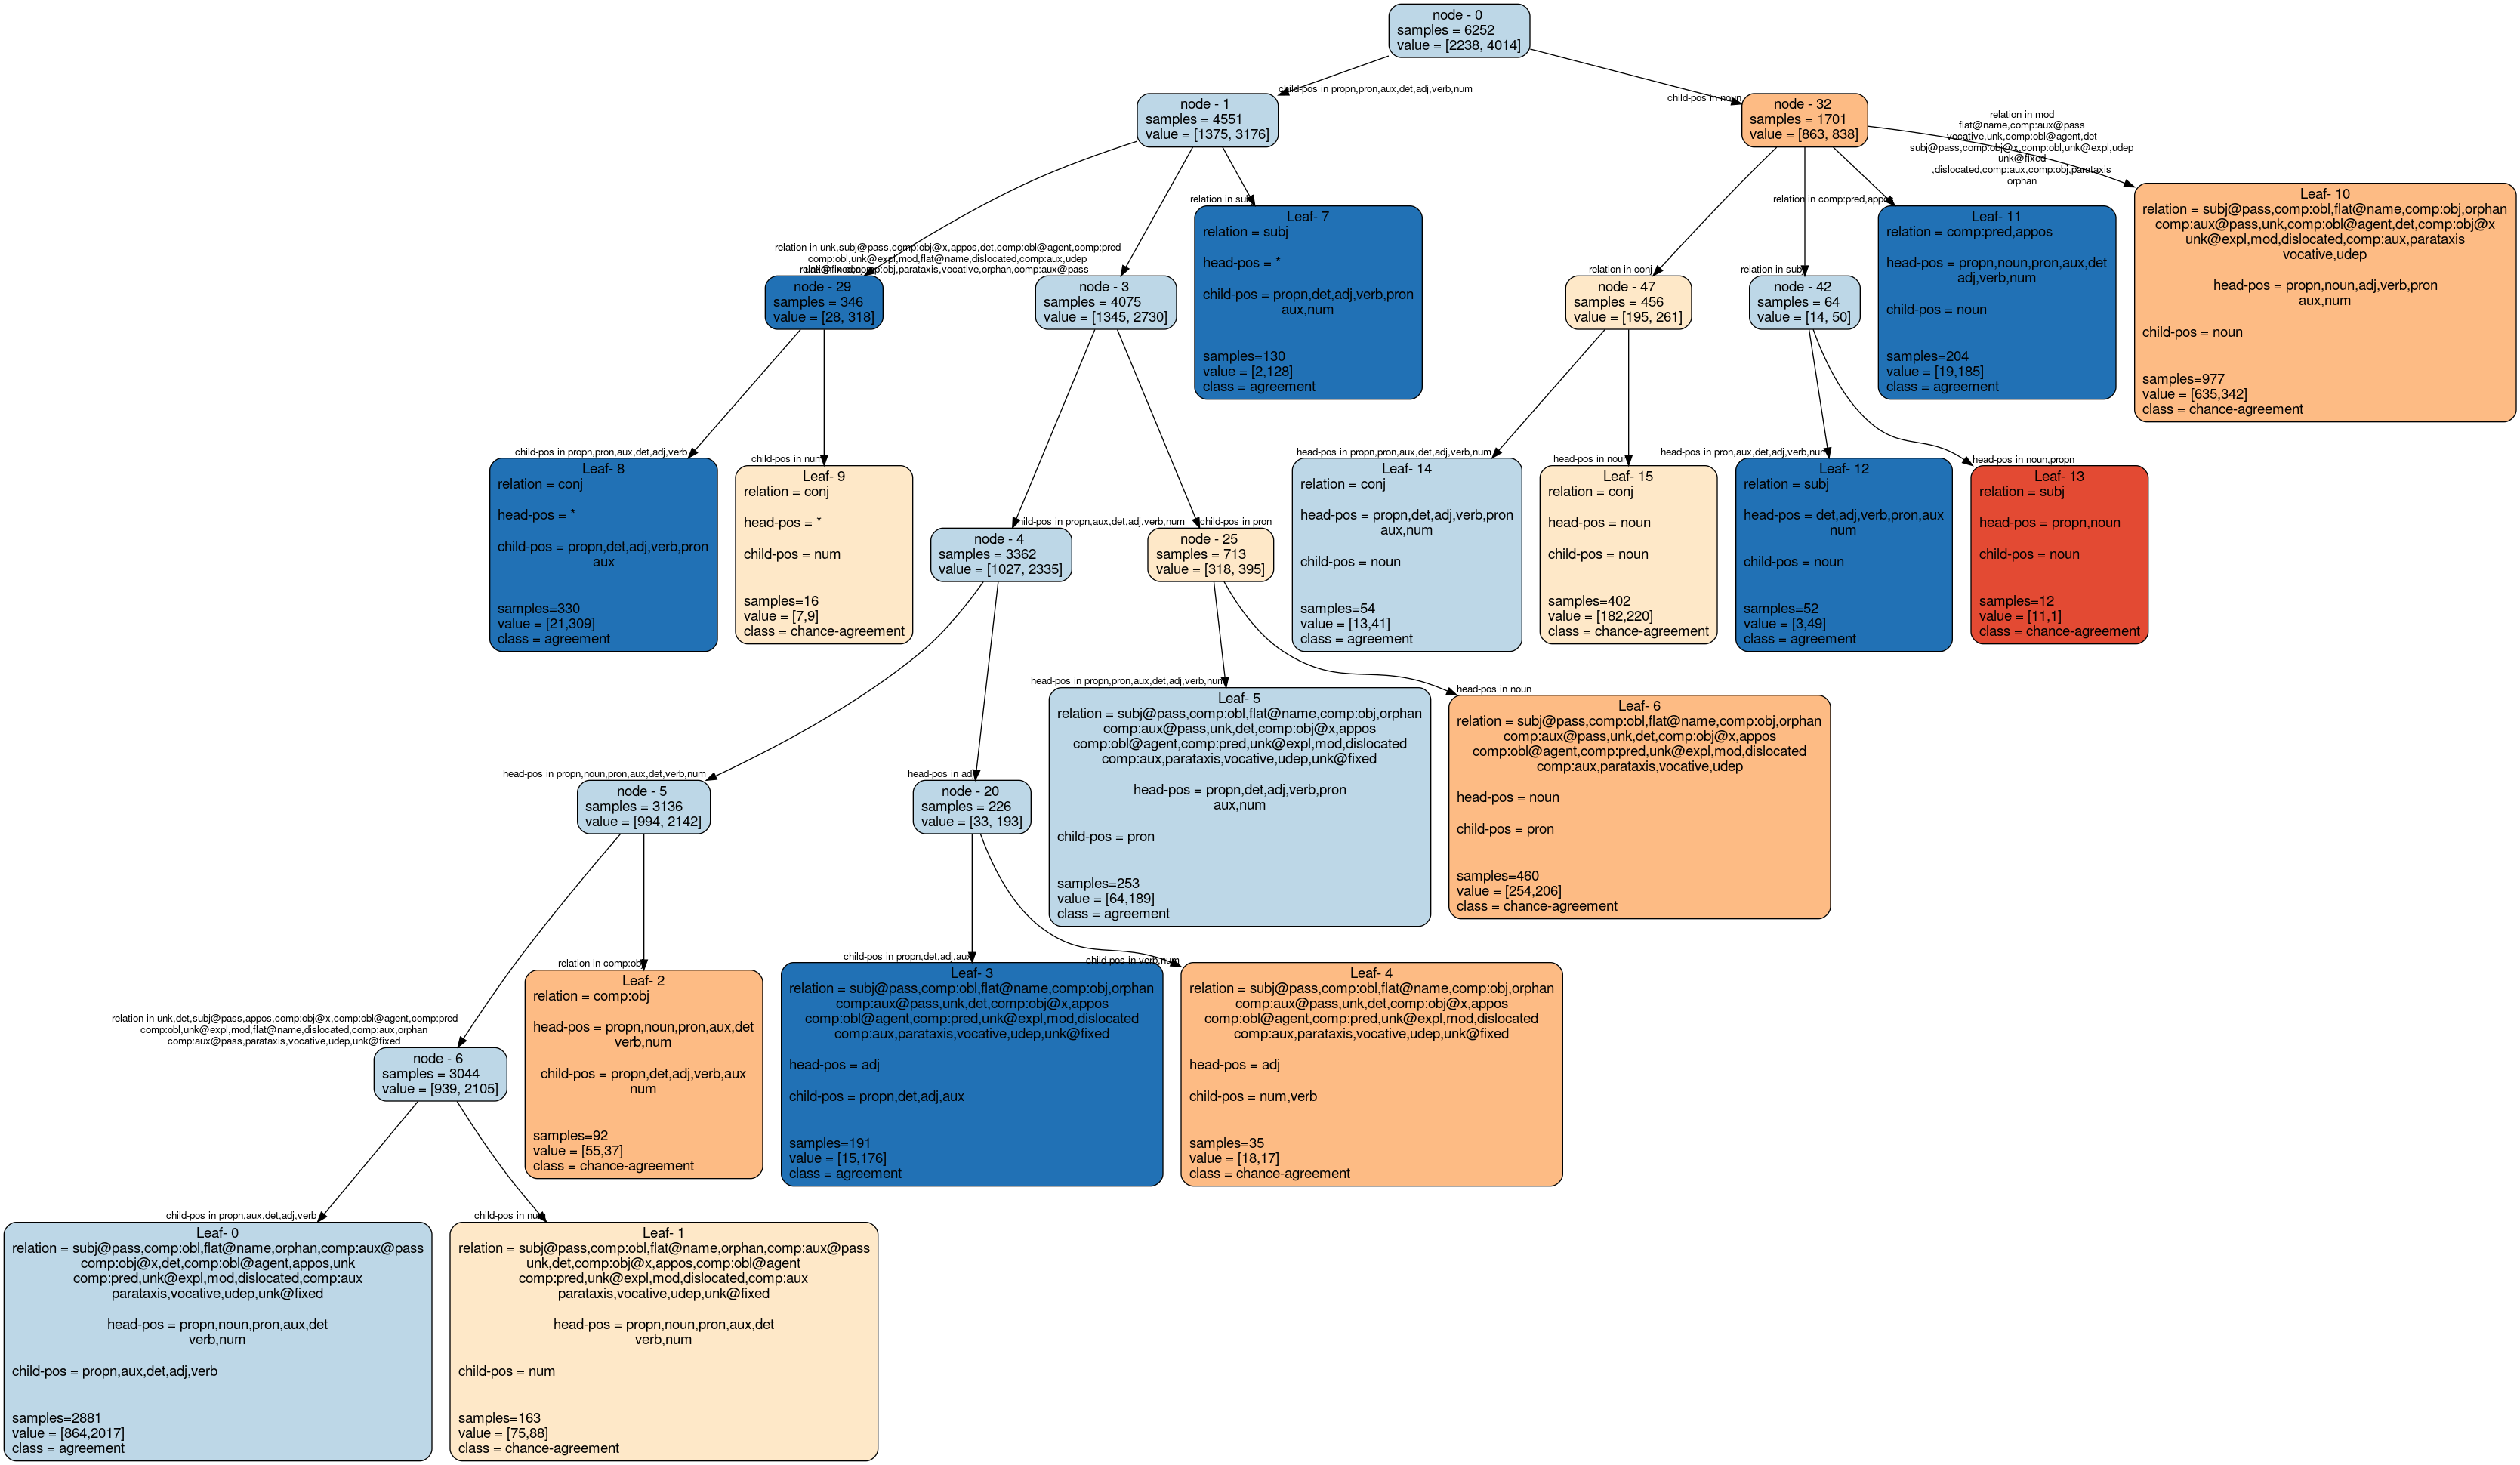 node - 0
samples = 6252
value = [2238, 4014]
child-pos in propn,pron,aux,det,adj,verb,num
child-pos in noun
node - 1
samples = 4551
value = [1375, 3176]
node - 32
samples = 1701
value = [863, 838]
relation in mod
flat@name,comp:aux@pass
vocative,unk,comp:obl@agent,det
subj@pass,comp:obj@x,comp:obl,unk@expl,udep
unk@fixed
,dislocated,comp:aux,comp:obj,parataxis
orphan
relation in subj
relation in comp:pred,appos
Leaf- 7
relation = subj
head-pos = *
child-pos = propn,det,adj,verb,pron
aux,num
samples=130
value = [2,128]
class = agreement
Leaf- 11
relation = comp:pred,appos
head-pos = propn,noun,pron,aux,det
adj,verb,num
child-pos = noun
samples=204
value = [19,185]
class = agreement
Leaf- 10
relation = subj@pass,comp:obl,flat@name,comp:obj,orphan
comp:aux@pass,unk,comp:obl@agent,det,comp:obj@x
unk@expl,mod,dislocated,comp:aux,parataxis
vocative,udep
head-pos = propn,noun,adj,verb,pron
aux,num
child-pos = noun
samples=977
value = [635,342]
class = chance-agreement
relation in unk,subj@pass,comp:obj@x,appos,det,comp:obl@agent,comp:pred
comp:obl,unk@expl,mod,flat@name,dislocated,comp:aux,udep
obj,parataxis,vocative,orphan,comp:aux@pass
relation in conj
relation in subj
node - 29
samples = 346
value = [28, 318]
node - 3
samples = 4075
value = [1345, 2730]
node - 47
samples = 456
value = [195, 261]
node - 42
samples = 64
value = [14, 50]
child-pos in propn,pron,aux,det,adj,verb
child-pos in num
head-pos in propn,pron,aux,det,adj,verb,num
head-pos in noun
head-pos in pron,aux,det,adj,verb,num
head-pos in noun,propn
Leaf- 8
relation = conj
head-pos = *
child-pos = propn,det,adj,verb,pron
aux
samples=330
value = [21,309]
class = agreement
Leaf- 9
relation = conj
head-pos = *
child-pos = num
samples=16
value = [7,9]
class = chance-agreement
child-pos in propn,aux,det,adj,verb,num
child-pos in pron
node - 4
samples = 3362
value = [1027, 2335]
node - 25
samples = 713
value = [318, 395]
Leaf- 14
relation = conj
head-pos = propn,det,adj,verb,pron
aux,num
child-pos = noun
samples=54
value = [13,41]
class = agreement
Leaf- 15
relation = conj
head-pos = noun
child-pos = noun
samples=402
value = [182,220]
class = chance-agreement
Leaf- 12
relation = subj
head-pos = det,adj,verb,pron,aux
num
child-pos = noun
samples=52
value = [3,49]
class = agreement
Leaf- 13
relation = subj
head-pos = propn,noun
child-pos = noun
samples=12
value = [11,1]
class = chance-agreement
head-pos in propn,noun,pron,aux,det,verb,num
head-pos in adj
head-pos in propn,pron,aux,det,adj,verb,num
head-pos in noun
node - 5
samples = 3136
value = [994, 2142]
node - 20
samples = 226
value = [33, 193]
Leaf- 5
relation = subj@pass,comp:obl,flat@name,comp:obj,orphan
comp:aux@pass,unk,det,comp:obj@x,appos
comp:obl@agent,comp:pred,unk@expl,mod,dislocated
comp:aux,parataxis,vocative,udep,unk@fixed
head-pos = propn,det,adj,verb,pron
aux,num
child-pos = pron
samples=253
value = [64,189]
class = agreement
Leaf- 6
relation = subj@pass,comp:obl,flat@name,comp:obj,orphan
comp:aux@pass,unk,det,comp:obj@x,appos
comp:obl@agent,comp:pred,unk@expl,mod,dislocated
comp:aux,parataxis,vocative,udep
head-pos = noun
child-pos = pron
samples=460
value = [254,206]
class = chance-agreement
relation in unk,det,subj@pass,appos,comp:obj@x,comp:obl@agent,comp:pred
comp:obl,unk@expl,mod,flat@name,dislocated,comp:aux,orphan
comp:aux@pass,parataxis,vocative,udep,unk@fixed
relation in comp:obj
child-pos in propn,det,adj,aux
child-pos in verb,num
node - 6
samples = 3044
value = [939, 2105]
Leaf- 2
relation = comp:obj
head-pos = propn,noun,pron,aux,det
verb,num
child-pos = propn,det,adj,verb,aux
num
samples=92
value = [55,37]
class = chance-agreement
Leaf- 3
relation = subj@pass,comp:obl,flat@name,comp:obj,orphan
comp:aux@pass,unk,det,comp:obj@x,appos
comp:obl@agent,comp:pred,unk@expl,mod,dislocated
comp:aux,parataxis,vocative,udep,unk@fixed
head-pos = adj
child-pos = propn,det,adj,aux
samples=191
value = [15,176]
class = agreement
Leaf- 4
relation = subj@pass,comp:obl,flat@name,comp:obj,orphan
comp:aux@pass,unk,det,comp:obj@x,appos
comp:obl@agent,comp:pred,unk@expl,mod,dislocated
comp:aux,parataxis,vocative,udep,unk@fixed
head-pos = adj
child-pos = num,verb
samples=35
value = [18,17]
class = chance-agreement
child-pos in propn,aux,det,adj,verb
child-pos in num
Leaf- 0
relation = subj@pass,comp:obl,flat@name,orphan,comp:aux@pass
comp:obj@x,det,comp:obl@agent,appos,unk
comp:pred,unk@expl,mod,dislocated,comp:aux
parataxis,vocative,udep,unk@fixed
head-pos = propn,noun,pron,aux,det
verb,num
child-pos = propn,aux,det,adj,verb
samples=2881
value = [864,2017]
class = agreement
Leaf- 1
relation = subj@pass,comp:obl,flat@name,orphan,comp:aux@pass
unk,det,comp:obj@x,appos,comp:obl@agent
comp:pred,unk@expl,mod,dislocated,comp:aux
parataxis,vocative,udep,unk@fixed
head-pos = propn,noun,pron,aux,det
verb,num
child-pos = num
samples=163
value = [75,88]
class = chance-agreement